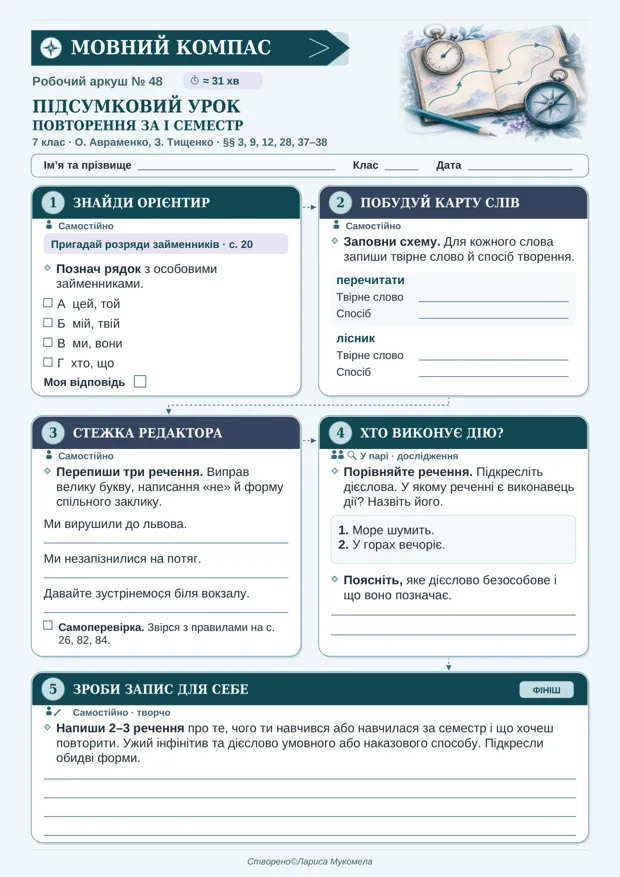 МОВНИЙ КОМПАС
Робочий аркуш № 48
≈ 31 хв
ПІДСУМКОВИЙ УРОК
ПОВТОРЕННЯ ЗА І СЕМЕСТР
7 клас · О. Авраменко, З. Тищенко · §§ 3, 9, 12, 28, 37–38
Ім’я та прізвище
Клас
Дата
1 ЗНАЙДИ ОРІЄНТИР
Самостійно
Пригадай розряди займенників · с. 20
Познач рядок з особовими
займенниками.
А цей, той
Б мій, твій
В ми, вони
Г хто, що
Моя відповідь
2 ПОБУДУЙ КАРТУ СЛІВ
Самостійно
Заповни схему. Для кожного слова
запиши твірне слово й спосіб творення.
перечитати
Твірне слово
Спосіб
лісник
Твірне слово
Спосіб
3 СТЕЖКА РЕДАКТОРА
Самостійно
Перепиши три речення. Виправ
велику букву, написання «не» й форму
спільного заклику.
Ми вирушили до львова.
Ми незапізнилися на потяг.
Давайте зустрінемося біля вокзалу.
Самоперевірка. Звірся з правилами на с.
26, 82, 84.
4 ХТО ВИКОНУЄ ДІЮ?
У парі · дослідження
Порівняйте речення. Підкресліть
дієслова. У якому реченні є виконавець
дії? Назвіть його.
1. Море шумить.
2. У горах вечоріє.
Поясніть, яке дієслово безособове і
що воно позначає.
5 ЗРОБИ ЗАПИС ДЛЯ СЕБЕ
ФІНІШ
Самостійно · творчо
Напиши 2–3 речення про те, чого ти навчився або навчилася за семестр і що хочеш
повторити. Ужий інфінітив та дієслово умовного або наказового способу. Підкресли
обидві форми.
Створено©Лариса Мукомела